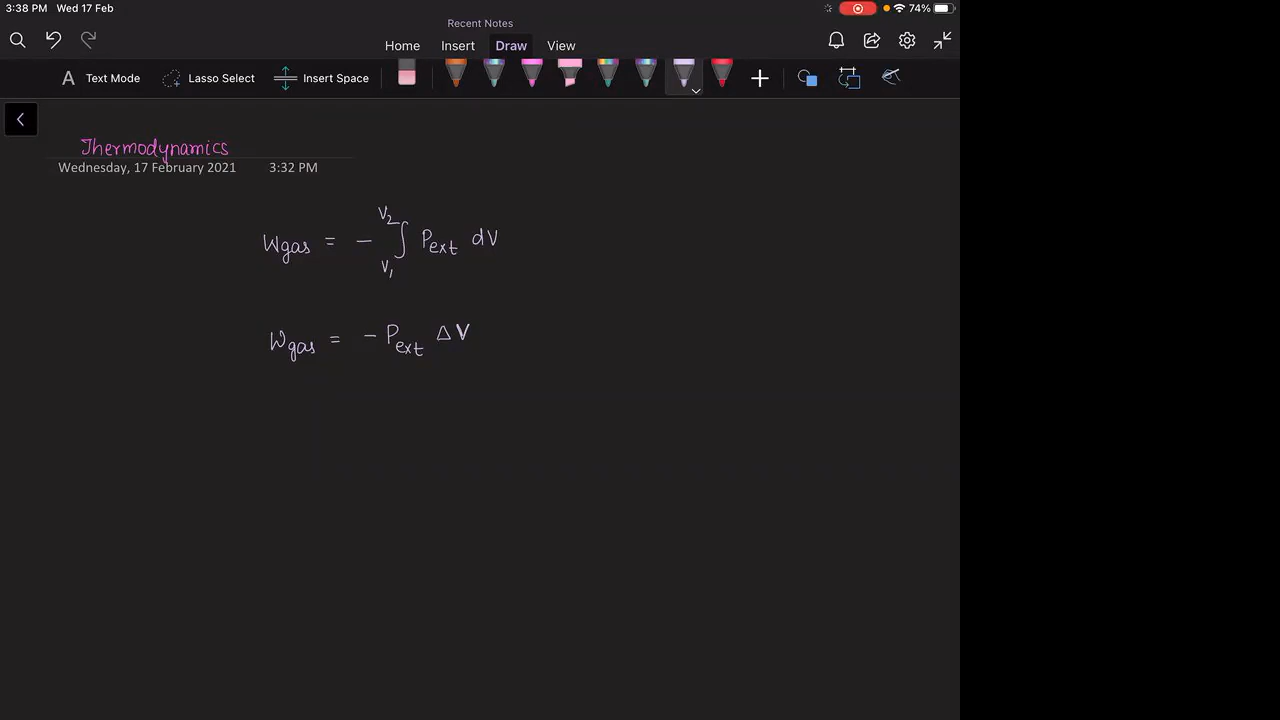 3:38 PM Wed 17 Feb 74%
Recent Notes
Home Insert Draw View
A Text Mode Lasso Select Insert Space
Thermodynamics
Wednesday, 17 February 2021 3:32 PM
V₂
Wgas = - ∫ Pext dV
V₁
Wgas = - Pext ΔV